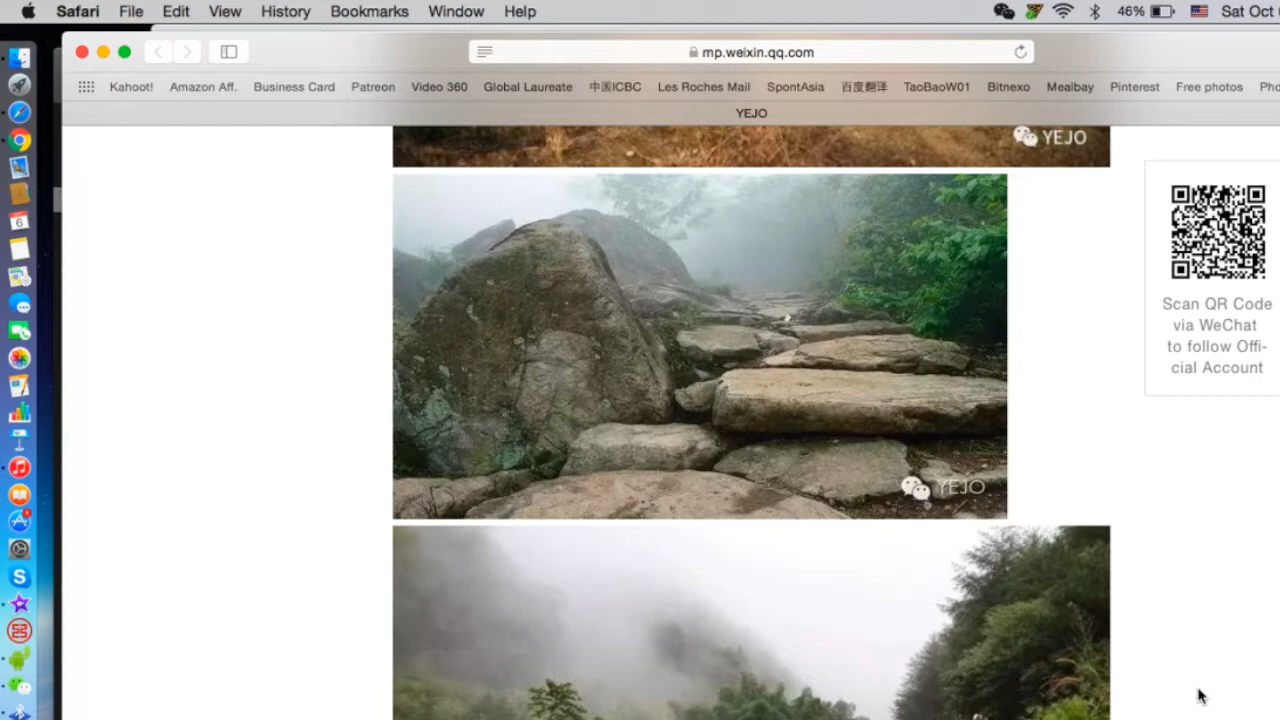 Safari File Edit View History Bookmarks Window Help 46% Sat Oct
mp.weixin.qq.com
Kahoot! Amazon Aff. Business Card Patreon Video 360 Global Laureate 中国ICBC Les Roches Mail SpontAsia 百度翻译 TaoBaoW01 Bitnexo Mealbay Pinterest Free photos
YEJO
YEJO
6
Scan QR Code
via WeChat
to follow Offi-
cial Account
YEJO